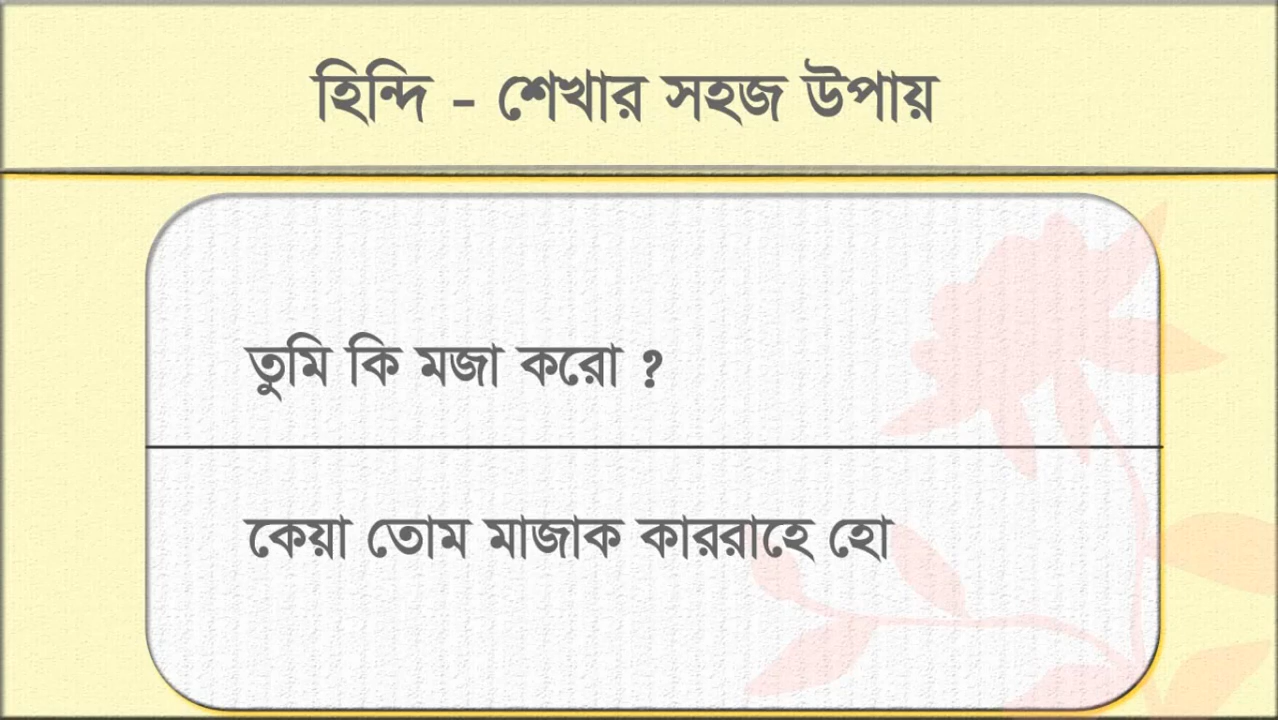 হিন্দি - শেখার সহজ উপায়
তুমি কি মজা করো ?
কেয়া তোম মাজাক কাররাহে হো